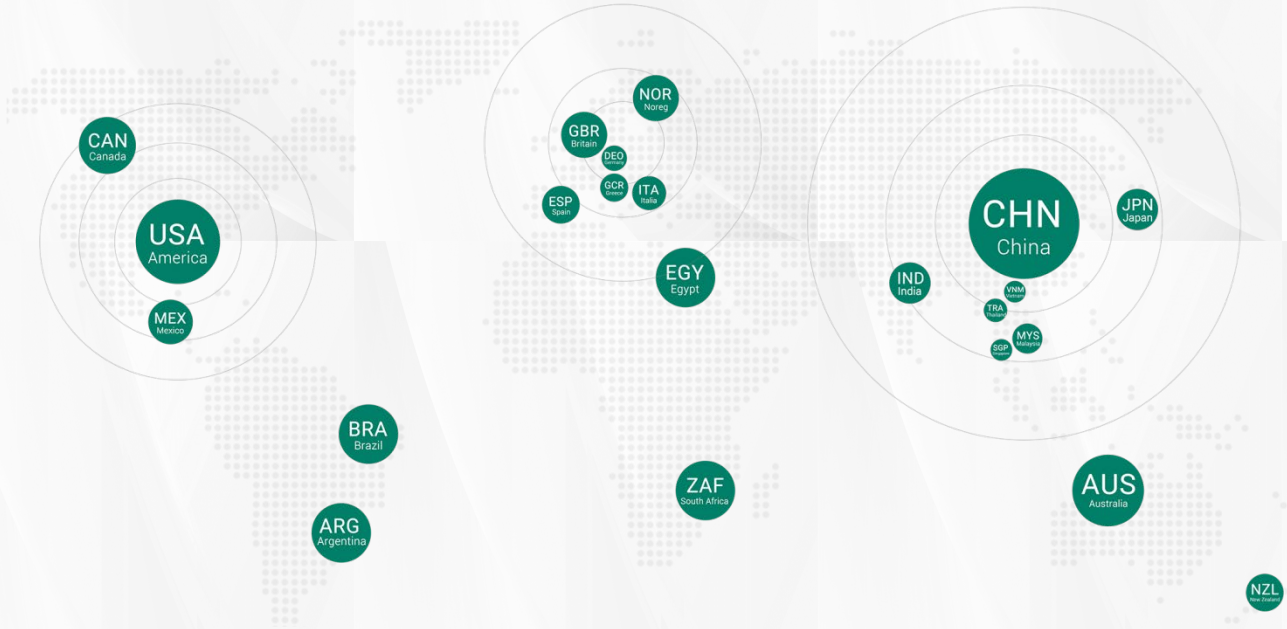 CAN
Canada
USA
America
MEX
Mexico
BRA
Brazil
ARG
Argentina
NOR
Noreg
GBR
Britain
DEO
Germany
GCR
Greece
ITA
Italia
ESP
Spain
EGY
Egypt
ZAF
South Africa
CHN
China
JPN
Japan
IND
India
VNM
Vietnam
TRA
Thailand
MYS
Malaysia
SGP
Singapore
AUS
Australia
NZL
New Zealand